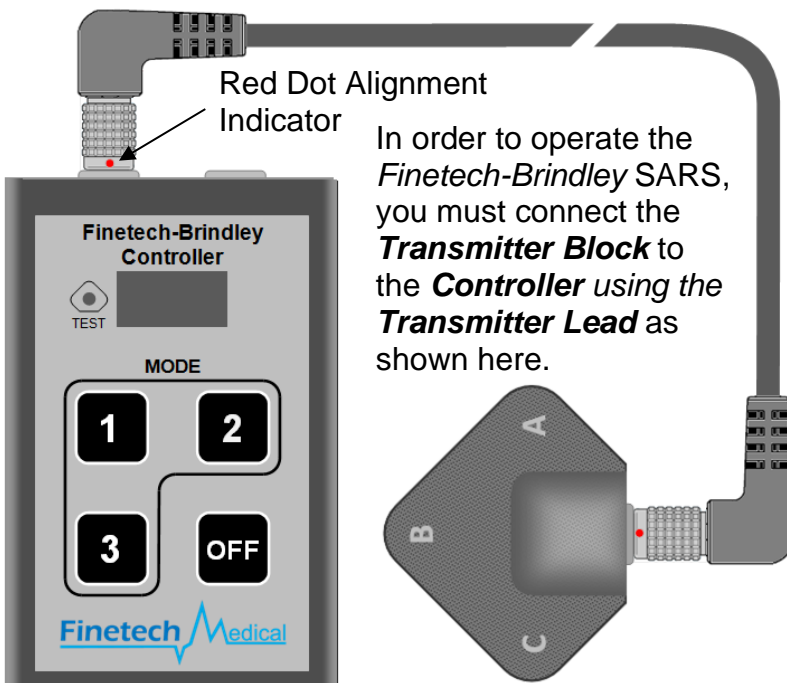 Red Dot Alignment
Indicator
In order to operate the
Finetech-Brindley SARS,
you must connect the
Transmitter Block to
the Controller using the
Transmitter Lead as
shown here.
Finetech-Brindley
Controller
TEST
MODE
1
2
3
OFF
Finetech Medical
A
B
C